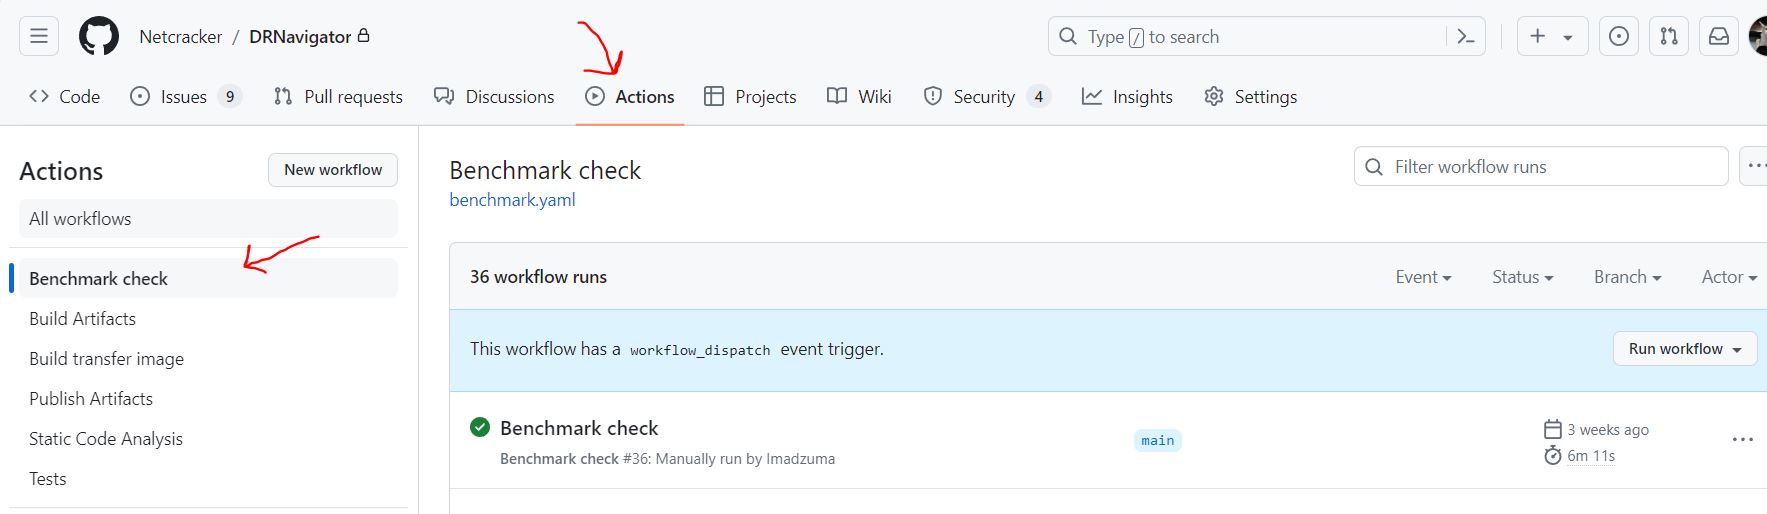 Netcracker / DRNavigator
Type / to search
Code Issues 9 Pull requests Discussions Actions Projects Wiki Security 4 Insights Settings
Actions New workflow
All workflows
Benchmark check
Build Artifacts
Build transfer image
Publish Artifacts
Static Code Analysis
Tests
Benchmark check
benchmark.yaml
Filter workflow runs
36 workflow runs Event Status Branch Actor
This workflow has a workflow_dispatch event trigger. Run workflow
Benchmark check main 3 weeks ago
Benchmark check #36: Manually run by Imadzuma 6m 11s